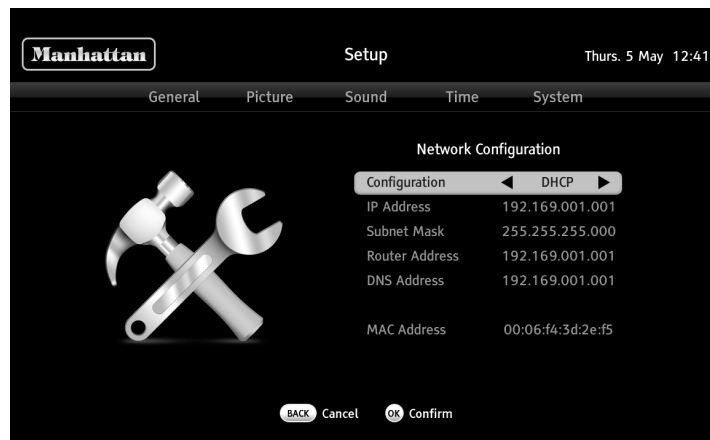 Manhattan Setup Thurs. 5 May 12:41
General Picture Sound Time System
Network Configuration
Configuration DHCP
IP Address 192.169.001.001
Subnet Mask 255.255.255.000
Router Address 192.169.001.001
DNS Address 192.169.001.001
MAC Address 00:06:f4:3d:2e:f5
BACK Cancel OK Confirm